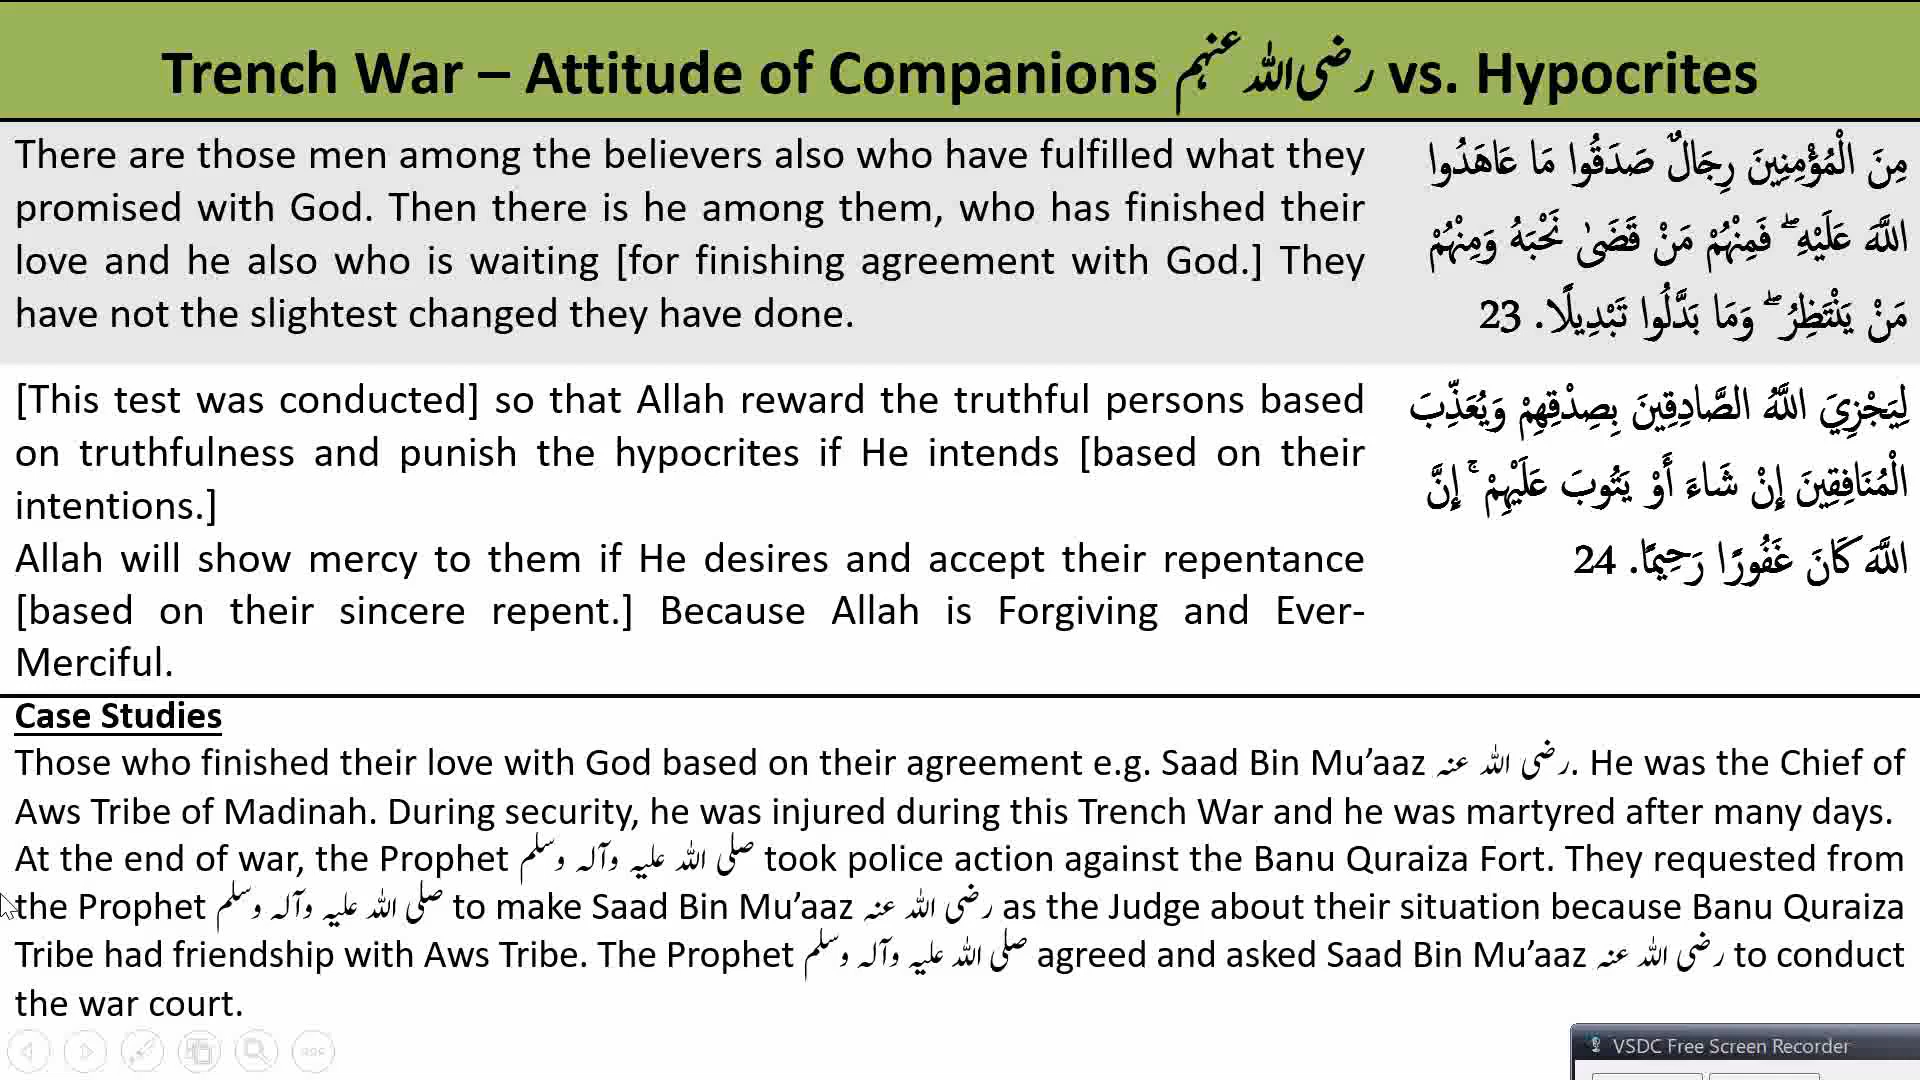 Trench War – Attitude of Companions رضی اللہ عنہم vs. Hypocrites
There are those men among the believers also who have fulfilled what they
promised with God. Then there is he among them, who has finished their
love and he also who is waiting [for finishing agreement with God.] They
have not the slightest changed they have done.
مِنَ الْمُؤْمِنِينَ رِجَالٌ صَدَقُوا مَا عَاهَدُوا
اللَّهَ عَلَيْهِ ۖ فَمِنْهُمْ مَنْ قَضَىٰ نَحْبَهُ وَمِنْهُمْ
مَنْ يَنْتَظِرُ ۖ وَمَا بَدَّلُوا تَبْدِيلًا. 23
[This test was conducted] so that Allah reward the truthful persons based
on truthfulness and punish the hypocrites if He intends [based on their
intentions.]
Allah will show mercy to them if He desires and accept their repentance
[based on their sincere repent.] Because Allah is Forgiving and Ever-
Merciful.
لِيَجْزِيَ اللَّهُ الصَّادِقِينَ بِصِدْقِهِمْ وَيُعَذِّبَ
الْمُنَافِقِينَ إِنْ شَاءَ أَوْ يَتُوبَ عَلَيْهِمْ ۚ إِنَّ
اللَّهَ كَانَ غَفُورًا رَحِيمًا. 24
Case Studies
Those who finished their love with God based on their agreement e.g. Saad Bin Mu’aaz رضی اللہ عنہ. He was the Chief of
Aws Tribe of Madinah. During security, he was injured during this Trench War and he was martyred after many days.
At the end of war, the Prophet صلی اللہ علیہ وآلہ وسلم took police action against the Banu Quraiza Fort. They requested from
the Prophet صلی اللہ علیہ وآلہ وسلم to make Saad Bin Mu’aaz رضی اللہ عنہ as the Judge about their situation because Banu Quraiza
Tribe had friendship with Aws Tribe. The Prophet صلی اللہ علیہ وآلہ وسلم agreed and asked Saad Bin Mu’aaz رضی اللہ عنہ to conduct
the war court.
VSDC Free Screen Recorder